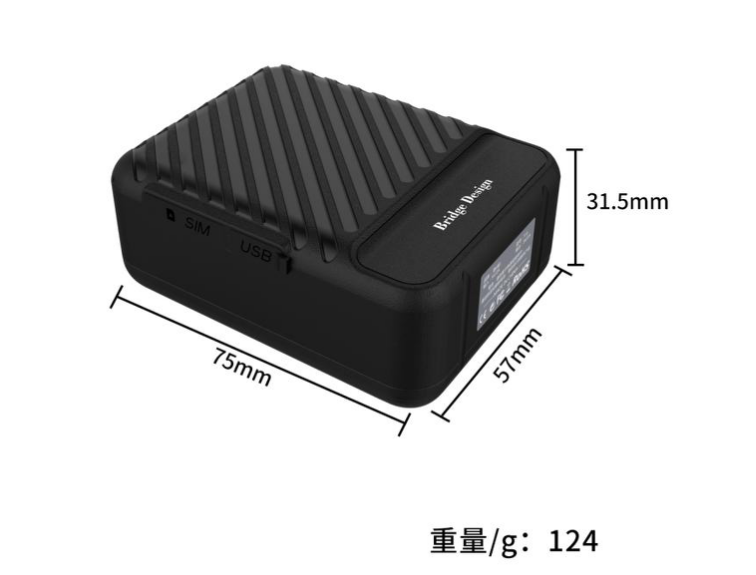 SIM
USB
Bridge Design
31.5mm
57mm
75mm
重量/g：124